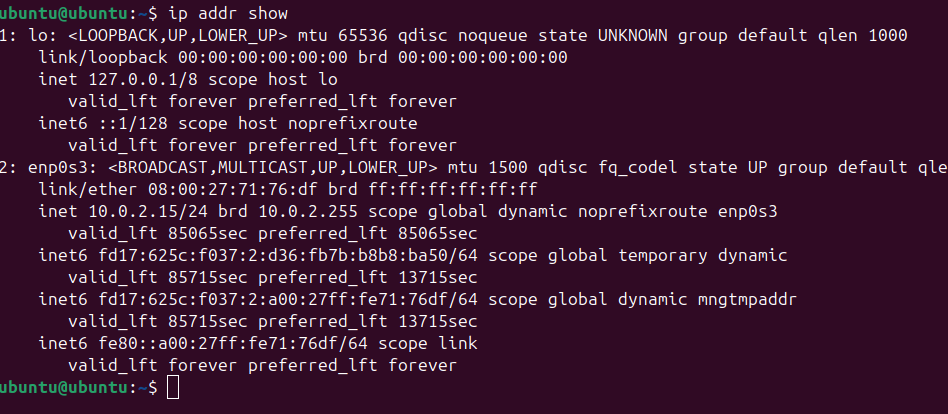 ubuntu@ubuntu:~$ ip addr show
1: lo: <LOOPBACK,UP,LOWER_UP> mtu 65536 qdisc noqueue state UNKNOWN group default qlen 1000
link/loopback 00:00:00:00:00:00 brd 00:00:00:00:00:00
inet 127.0.0.1/8 scope host lo
valid_lft forever preferred_lft forever
inet6 ::1/128 scope host noprefixroute
valid_lft forever preferred_lft forever
2: enp0s3: <BROADCAST,MULTICAST,UP,LOWER_UP> mtu 1500 qdisc fq_codel state UP group default qle
link/ether 08:00:27:71:76:df brd ff:ff:ff:ff:ff:ff
inet 10.0.2.15/24 brd 10.0.2.255 scope global dynamic noprefixroute enp0s3
valid_lft 85065sec preferred_lft 85065sec
inet6 fd17:625c:f037:2:d36:fb7b:b8b8:ba50/64 scope global temporary dynamic
valid_lft 85715sec preferred_lft 13715sec
inet6 fd17:625c:f037:2:a00:27ff:fe71:76df/64 scope global dynamic mngtmpaddr
valid_lft 85715sec preferred_lft 13715sec
inet6 fe80::a00:27ff:fe71:76df/64 scope link
valid_lft forever preferred_lft forever
ubuntu@ubuntu:~$